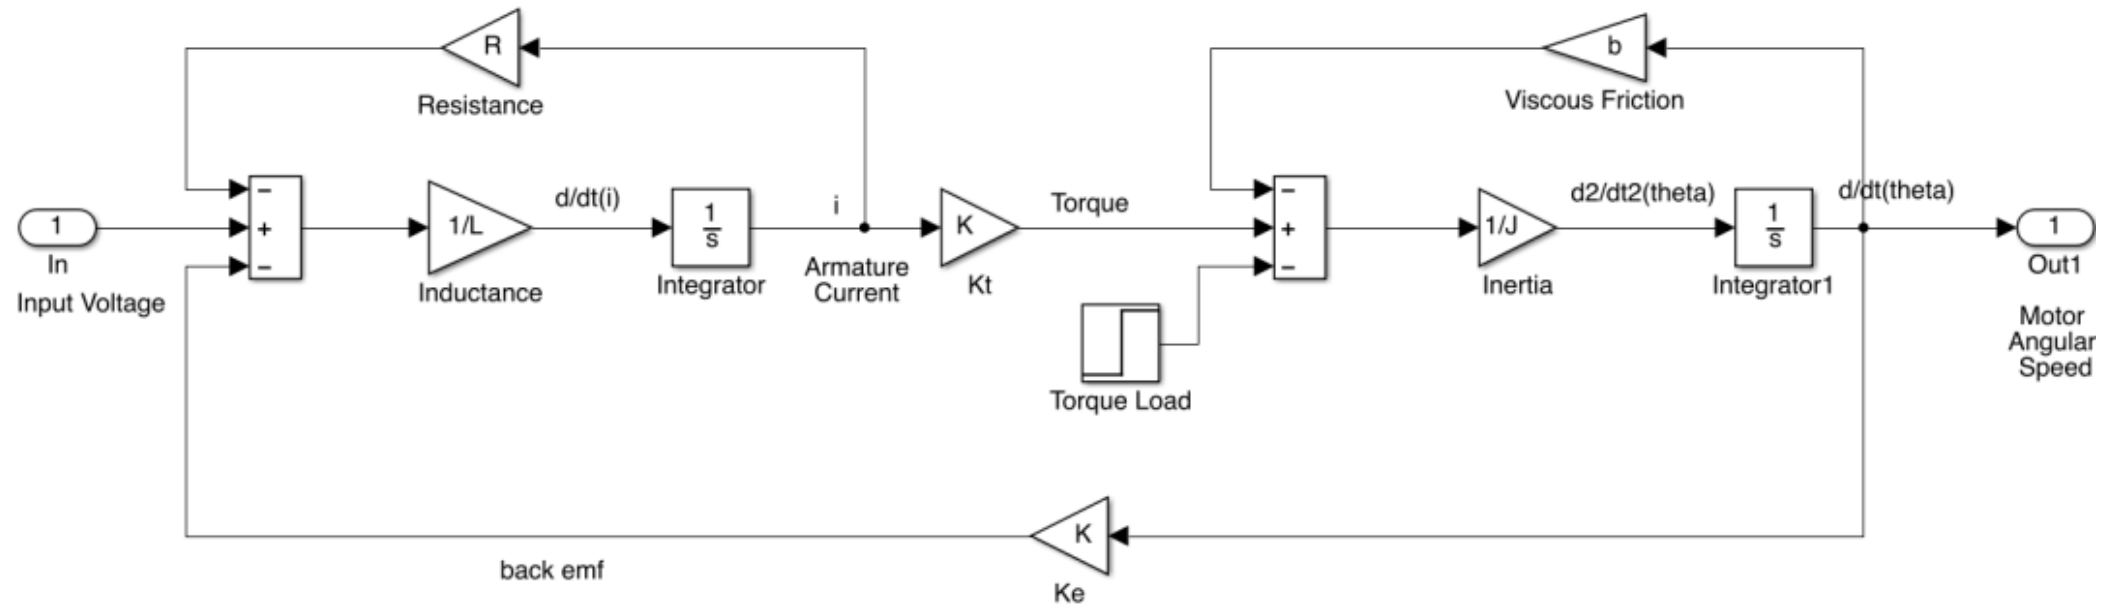 R
Resistance
b
Viscous Friction
−
+
−
1
In
Input Voltage
1/L
Inductance
d/dt(i)
1
s
Integrator
i
Armature
Current
K
Kt
Torque
Torque Load
−
+
−
1/J
Inertia
d2/dt2(theta)
1
s
Integrator1
d/dt(theta)
1
Out1
Motor
Angular
Speed
K
Ke
back emf